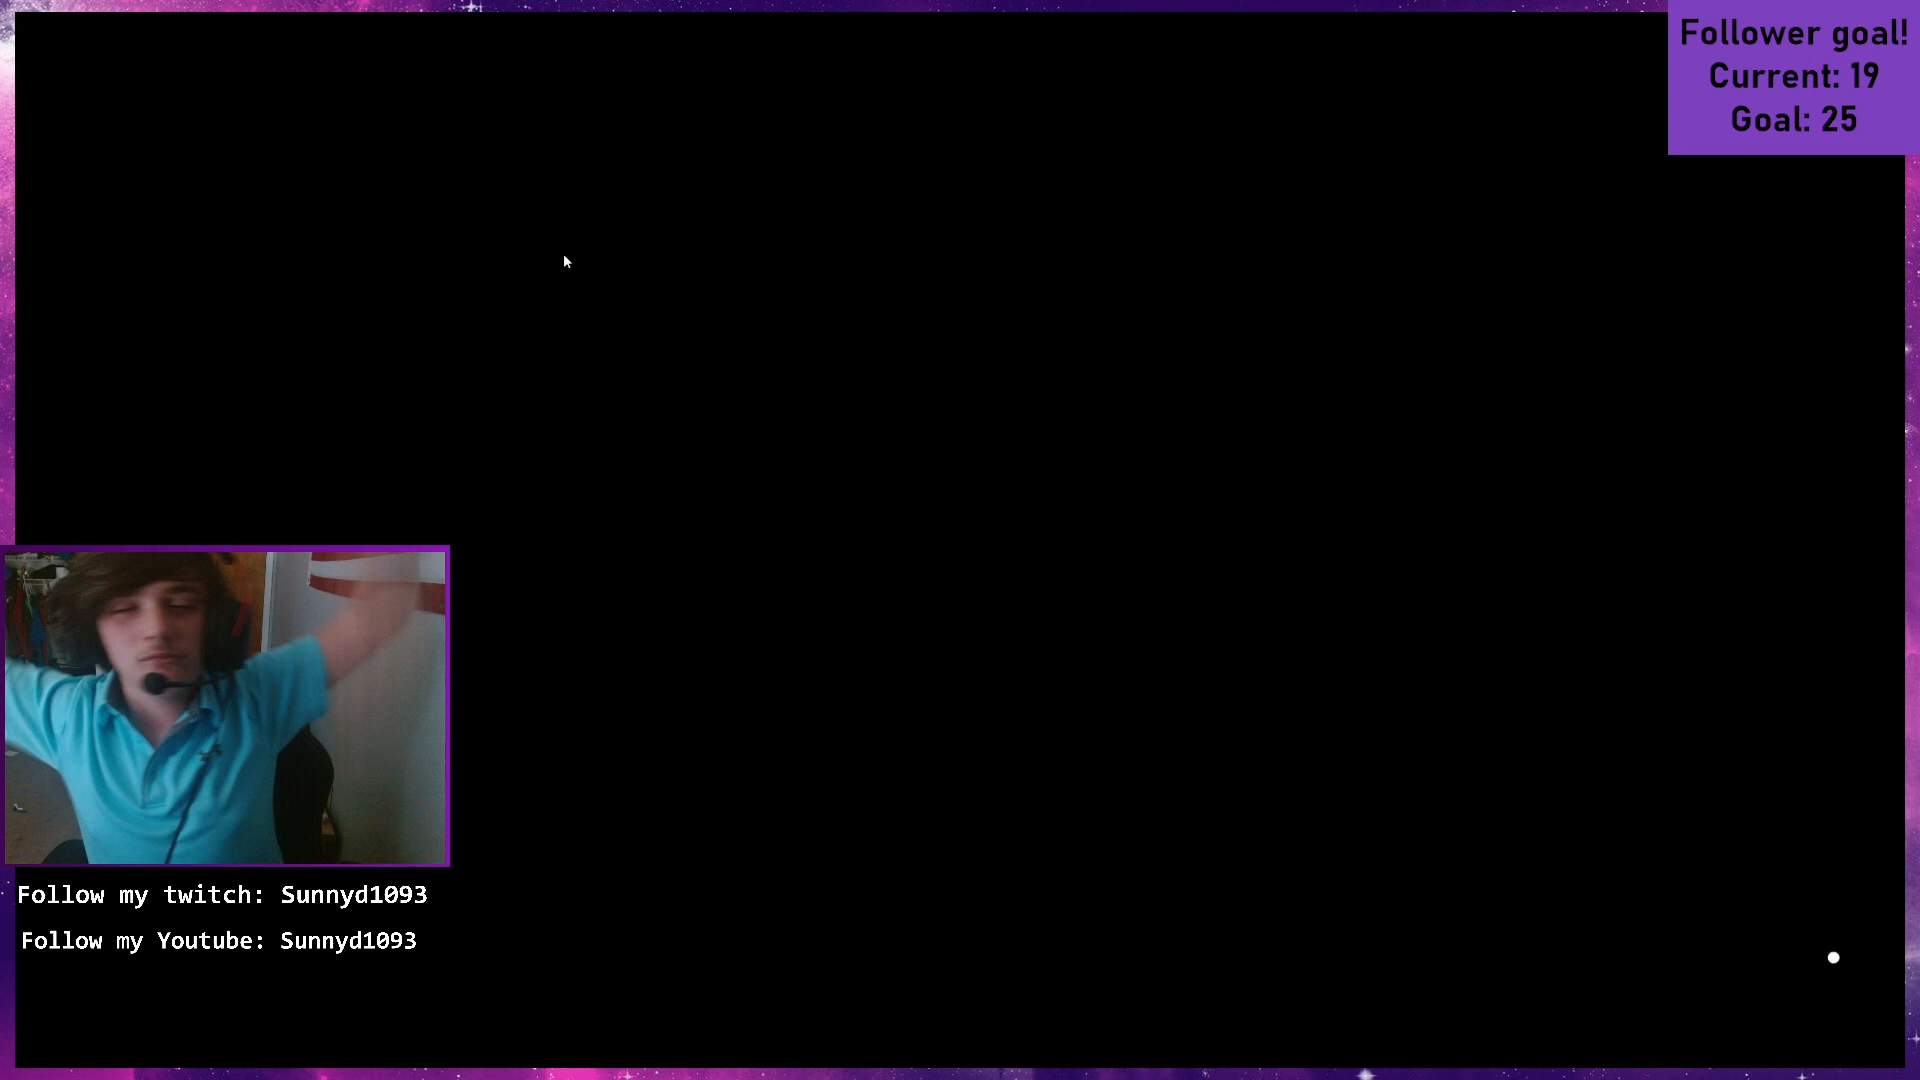 Follower goal!
Current: 19
Goal: 25
Follow my twitch: Sunnyd1093
Follow my Youtube: Sunnyd1093